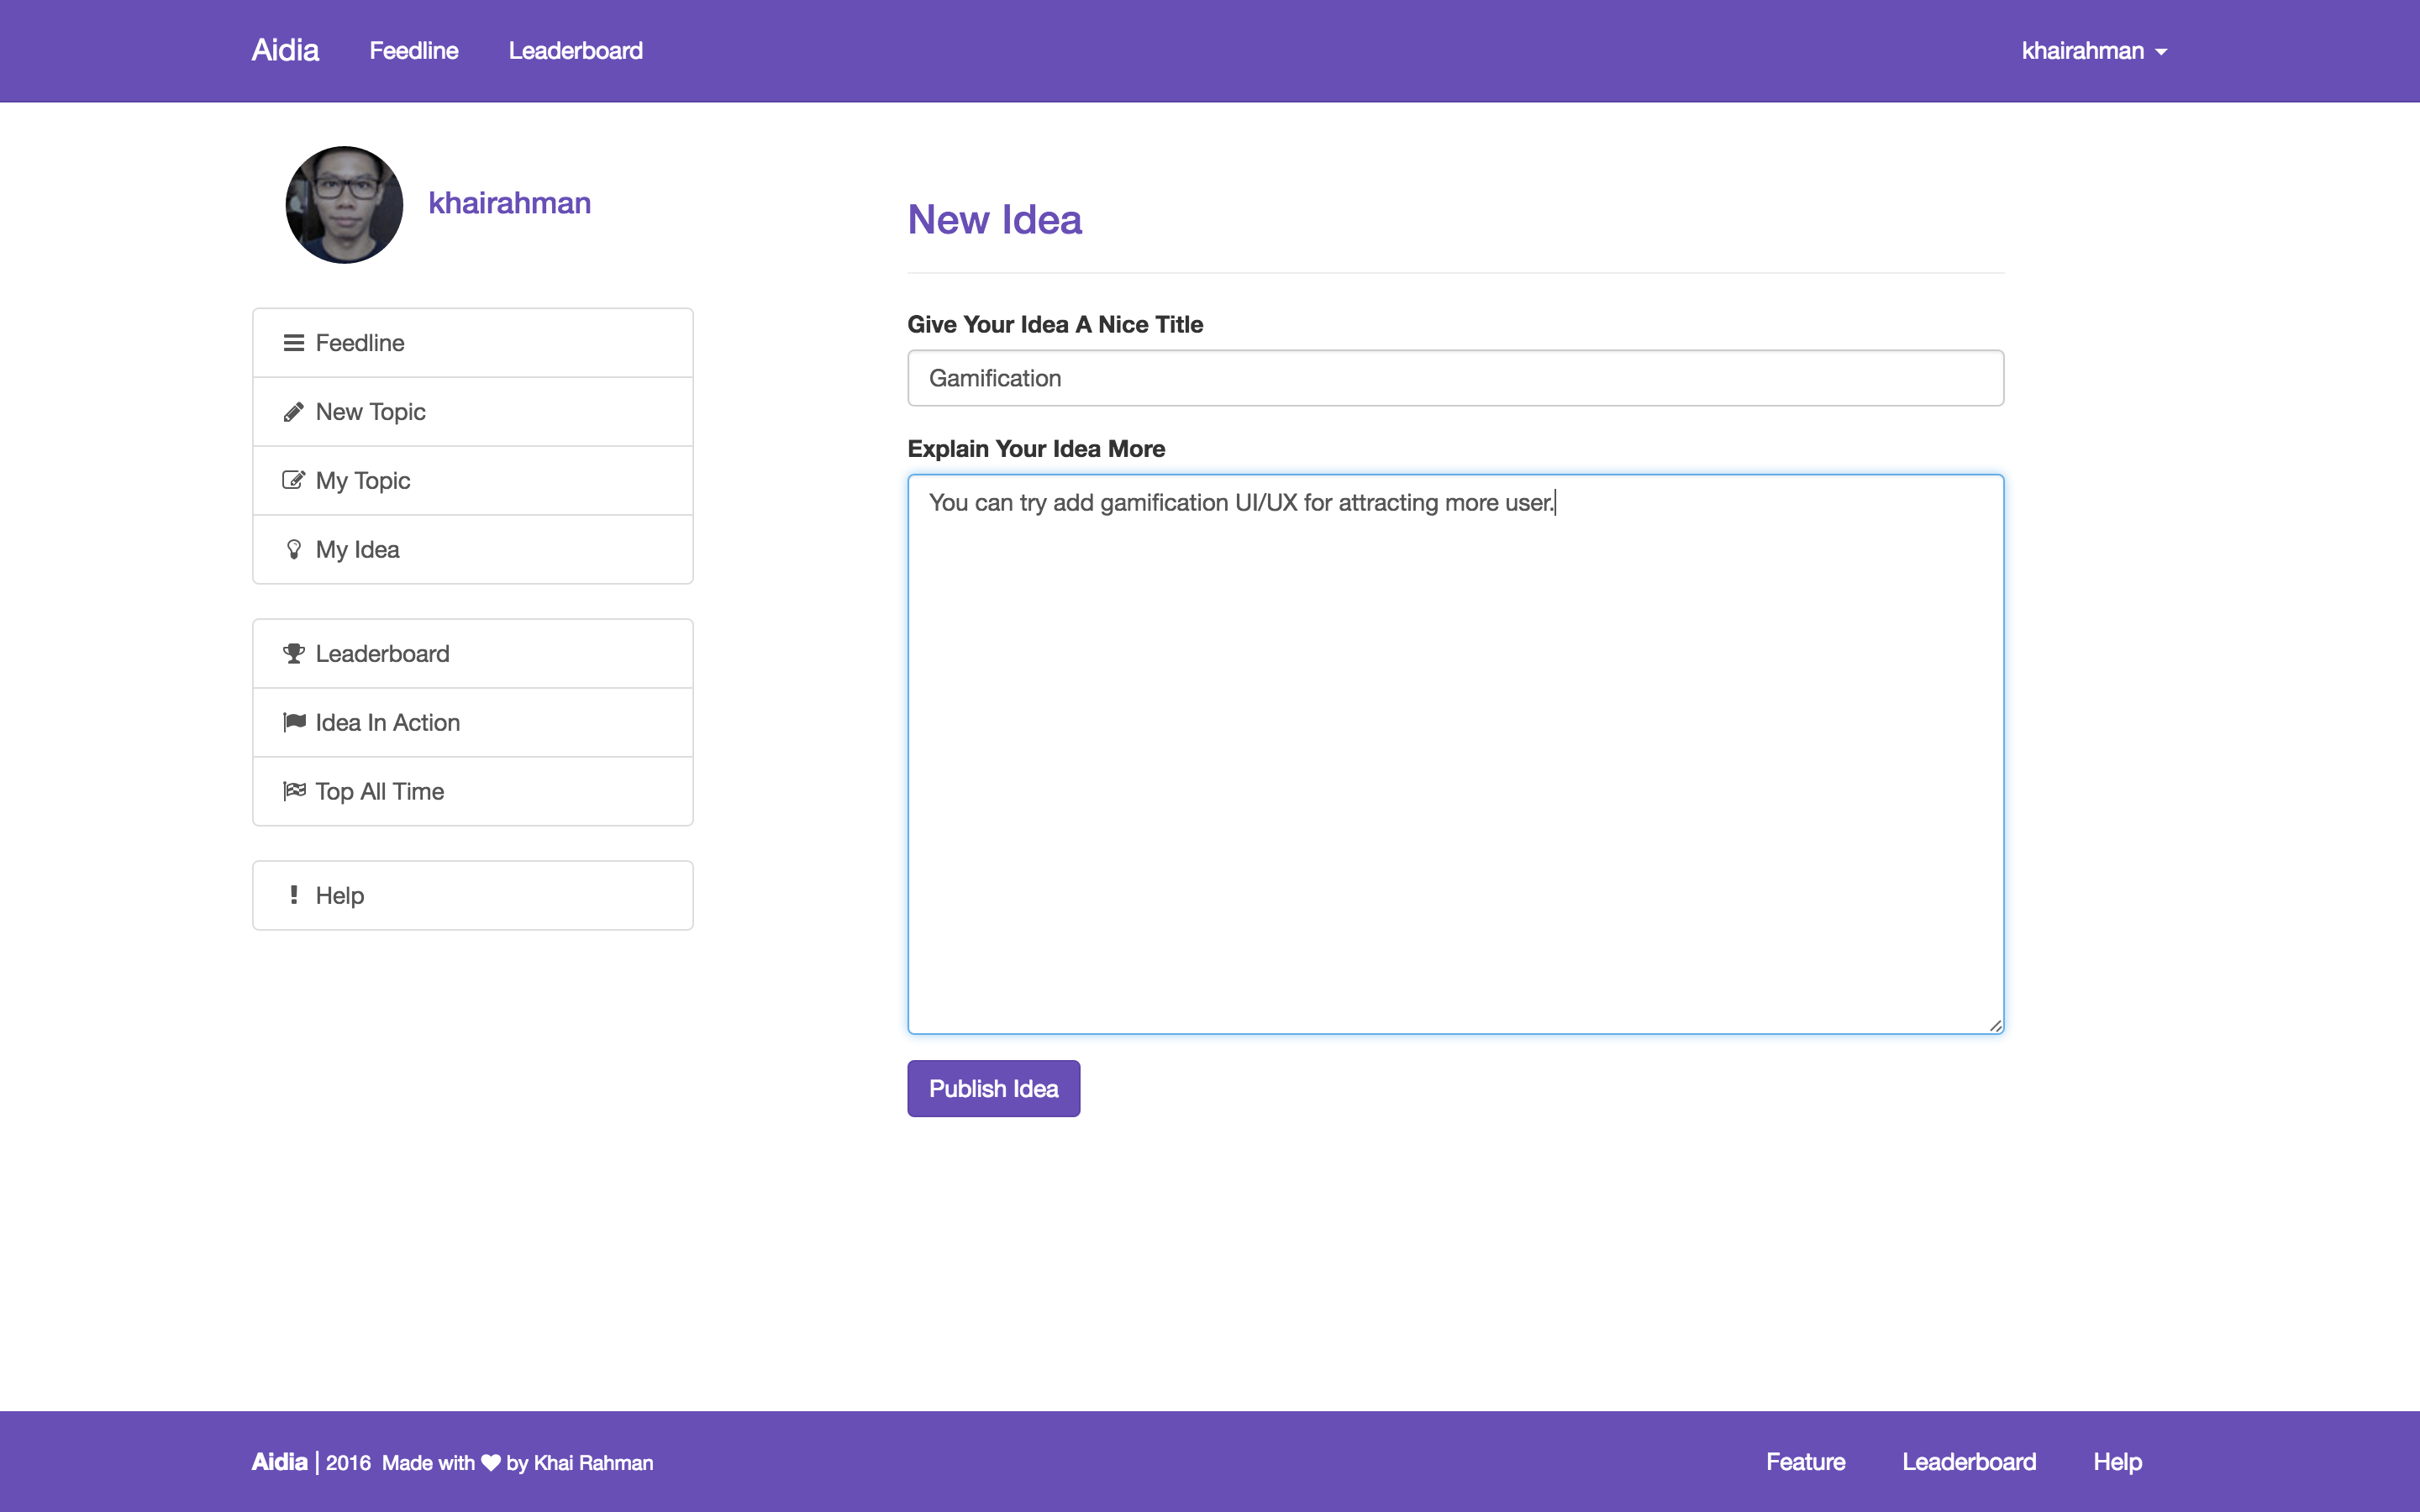 Aidia Feedline Leaderboard khairahman
khairahman
Feedline
New Topic
My Topic
My Idea
Leaderboard
Idea In Action
Top All Time
Help
New Idea
Give Your Idea A Nice Title
Gamification
Explain Your Idea More
You can try add gamification UI/UX for attracting more user.
Publish Idea
Aidia | 2016 Made with ♥ by Khai Rahman Feature Leaderboard Help